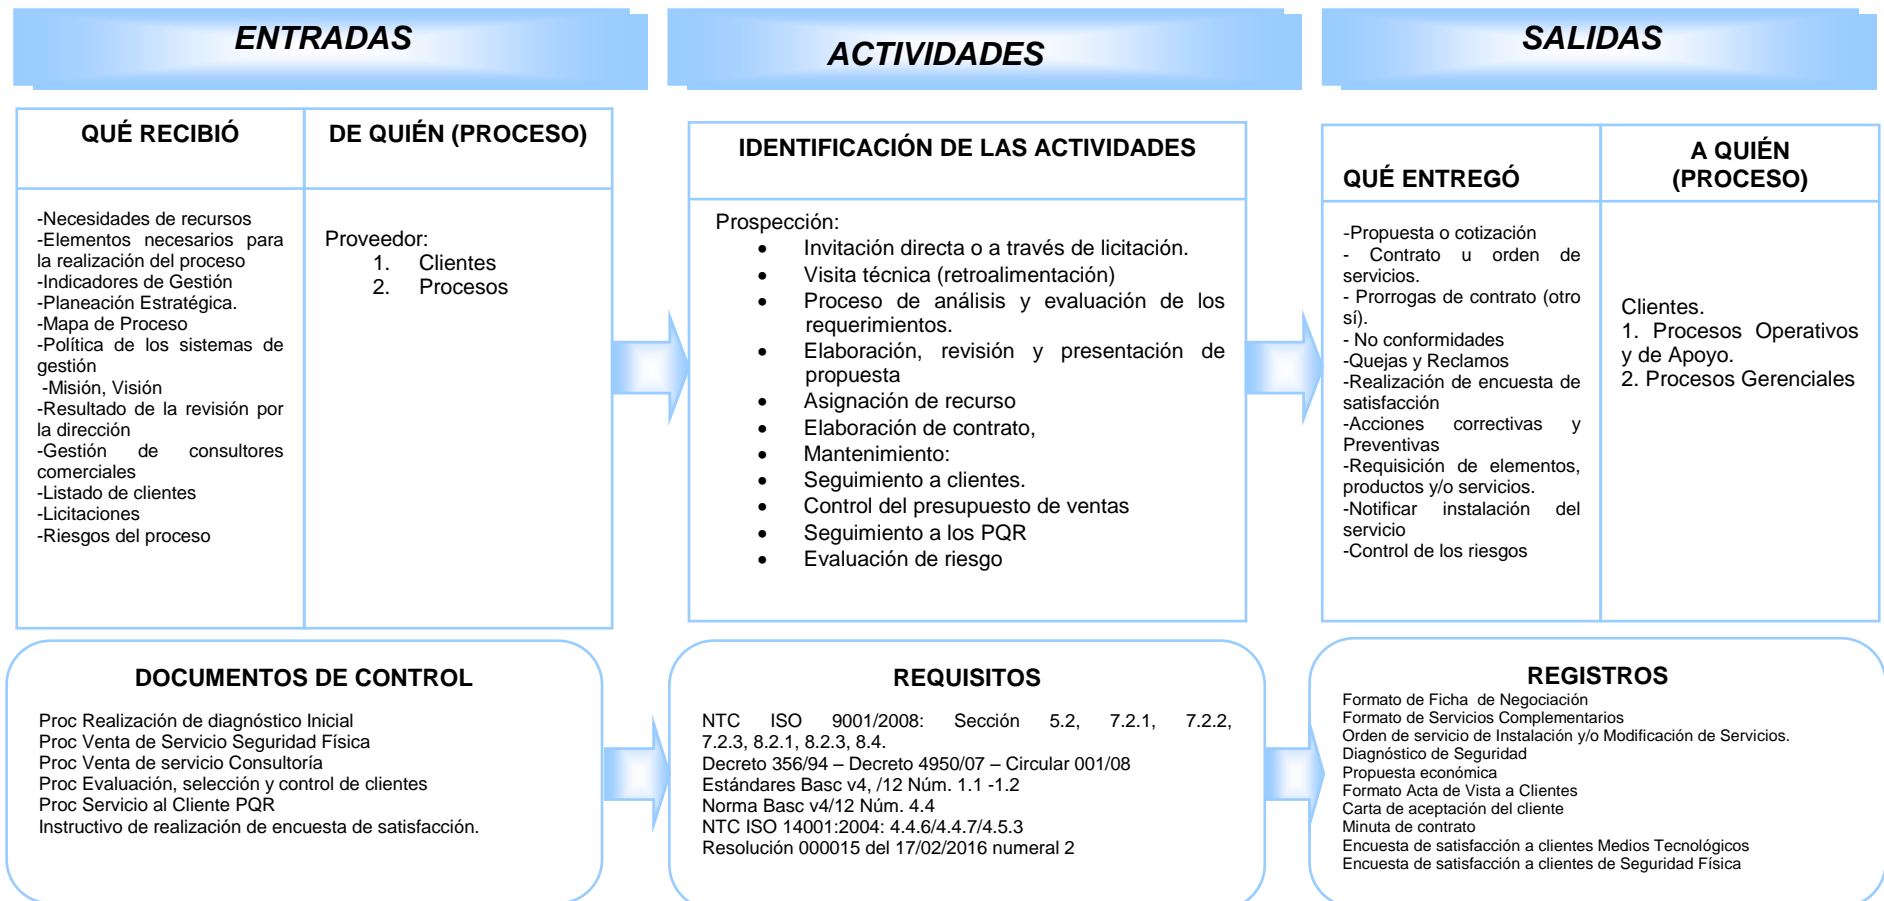 ENTRADAS
QUÉ RECIBIÓ
DE QUIÉN (PROCESO)
-Necesidades de recursos
-Elementos necesarios para
la realización del proceso
-Indicadores de Gestión
-Planeación Estratégica.
-Mapa de Proceso
-Política de los sistemas de
gestión
-Misión, Visión
-Resultado de la revisión por
la dirección
-Gestión de consultores
comerciales
-Listado de clientes
-Licitaciones
-Riesgos del proceso
Proveedor:
1. Clientes
2. Procesos
ACTIVIDADES
IDENTIFICACIÓN DE LAS ACTIVIDADES
Prospección:
• Invitación directa o a través de licitación.
• Visita técnica (retroalimentación)
• Proceso de análisis y evaluación de los
requerimientos.
• Elaboración, revisión y presentación de
propuesta
• Asignación de recurso
• Elaboración de contrato,
• Mantenimiento:
• Seguimiento a clientes.
• Control del presupuesto de ventas
• Seguimiento a los PQR
• Evaluación de riesgo
SALIDAS
QUÉ ENTREGÓ
A QUIÉN
(PROCESO)
-Propuesta o cotización
- Contrato u orden de
servicios.
- Prorrogas de contrato (otro
sí).
- No conformidades
-Quejas y Reclamos
-Realización de encuesta de
satisfacción
-Acciones correctivas y
Preventivas
-Requisición de elementos,
productos y/o servicios.
-Notificar instalación del
servicio
-Control de los riesgos
Clientes.
1. Procesos Operativos
y de Apoyo.
2. Procesos Gerenciales
DOCUMENTOS DE CONTROL
Proc Realización de diagnóstico Inicial
Proc Venta de Servicio Seguridad Física
Proc Venta de servicio Consultoría
Proc Evaluación, selección y control de clientes
Proc Servicio al Cliente PQR
Instructivo de realización de encuesta de satisfacción.
REQUISITOS
NTC ISO 9001/2008: Sección 5.2, 7.2.1, 7.2.2,
7.2.3, 8.2.1, 8.2.3, 8.4.
Decreto 356/94 – Decreto 4950/07 – Circular 001/08
Estándares Basc v4, /12 Núm. 1.1 -1.2
Norma Basc v4/12 Núm. 4.4
NTC ISO 14001:2004: 4.4.6/4.4.7/4.5.3
Resolución 000015 del 17/02/2016 numeral 2
REGISTROS
Formato de Ficha de Negociación
Formato de Servicios Complementarios
Orden de servicio de Instalación y/o Modificación de Servicios.
Diagnóstico de Seguridad
Propuesta económica
Formato Acta de Vista a Clientes
Carta de aceptación del cliente
Minuta de contrato
Encuesta de satisfacción a clientes Medios Tecnológicos
Encuesta de satisfacción a clientes de Seguridad Física